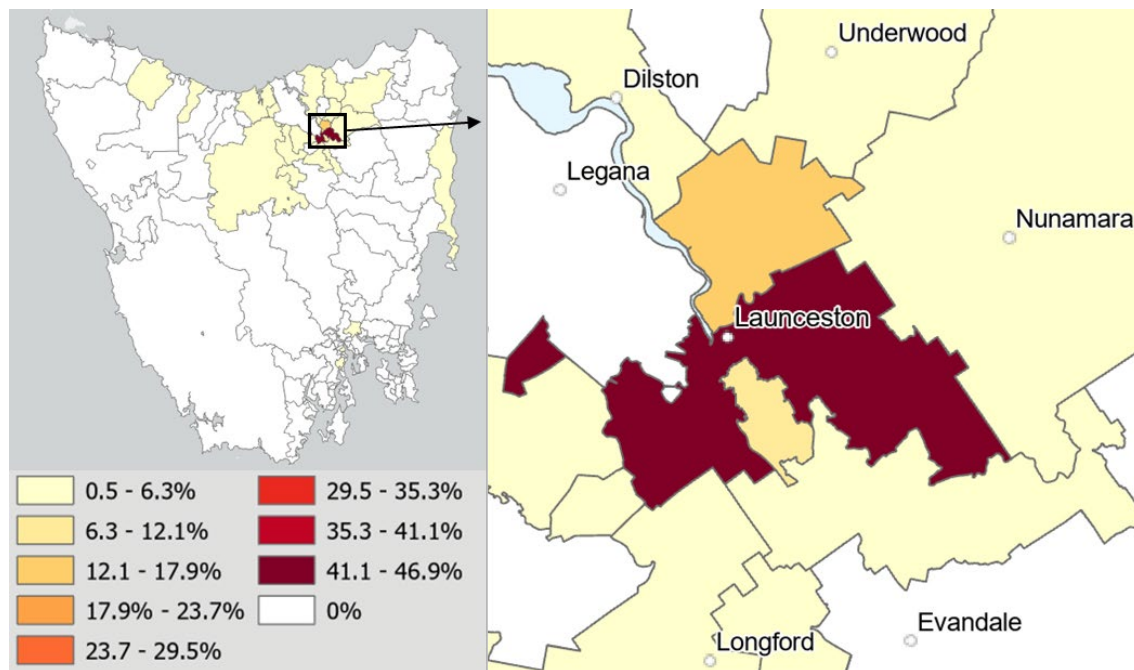 Underwood
Dilston
Legana
Nunamara
Launceston
Evandale
Longford
0.5 - 6.3%
6.3 - 12.1%
12.1 - 17.9%
17.9% - 23.7%
23.7 - 29.5%
29.5 - 35.3%
35.3 - 41.1%
41.1 - 46.9%
0%